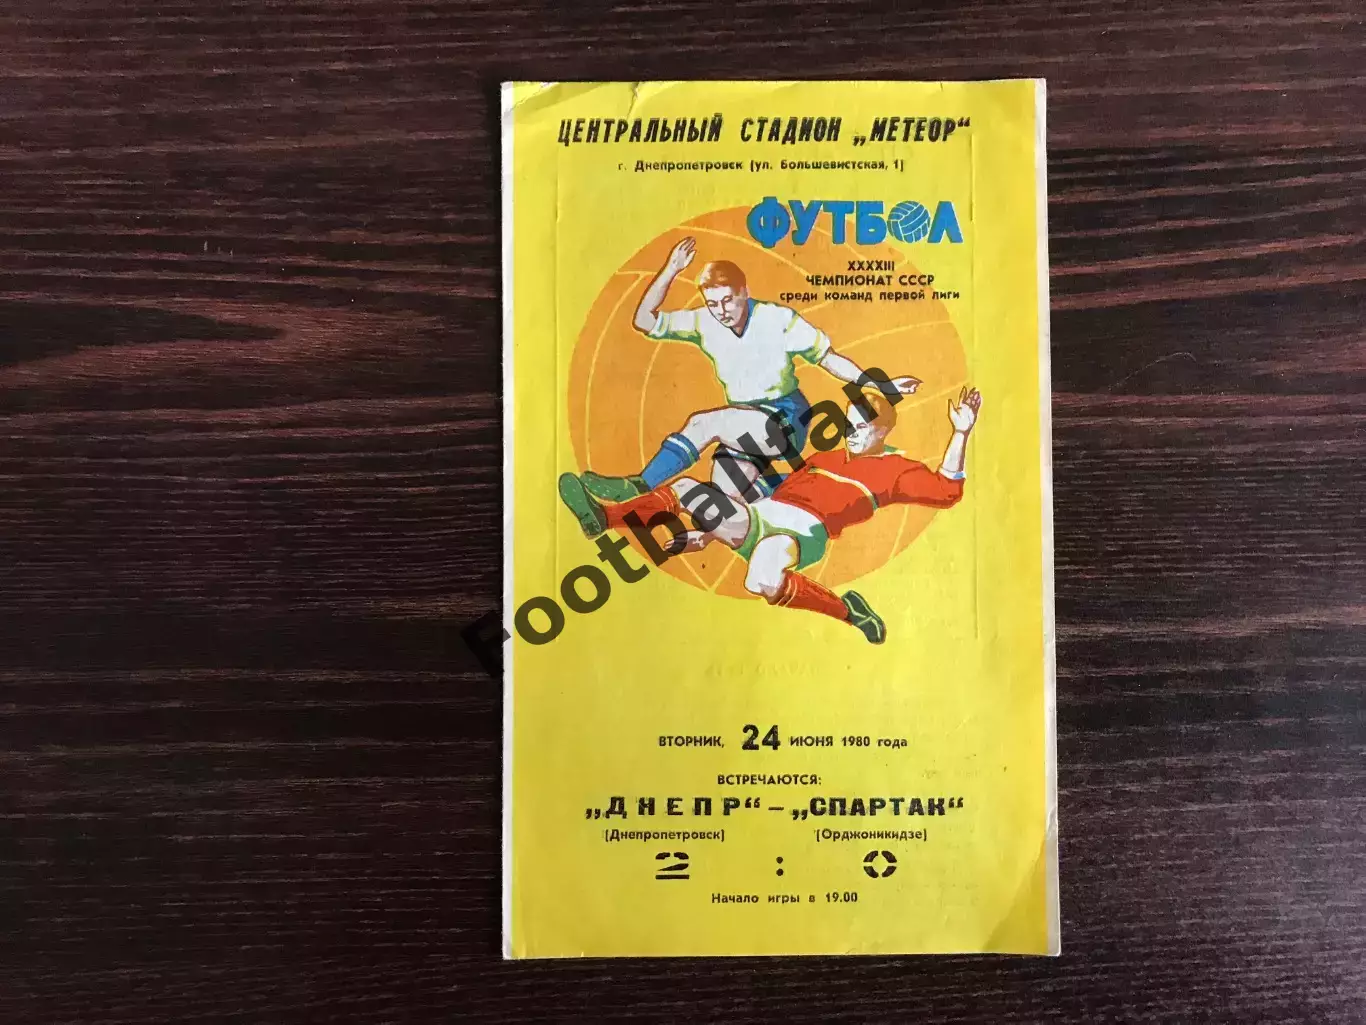 ЦЕНТРАЛЬНЫЙ СТАДИОН „МЕТЕОР“
г. Днепропетровск (ул. Большевистская, 1)
ФУТБОЛ
XXXXIII
ЧЕМПИОНАТ СССР
среди команд первой лиги
Footballfan
ВТОРНИК, 24 ИЮНЯ 1980 года
ВСТРЕЧАЮТСЯ:
„ДНЕПР“ – „СПАРТАК“
(Днепропетровск) (Орджоникидзе)
2 : 0
Начало игры в 19.00